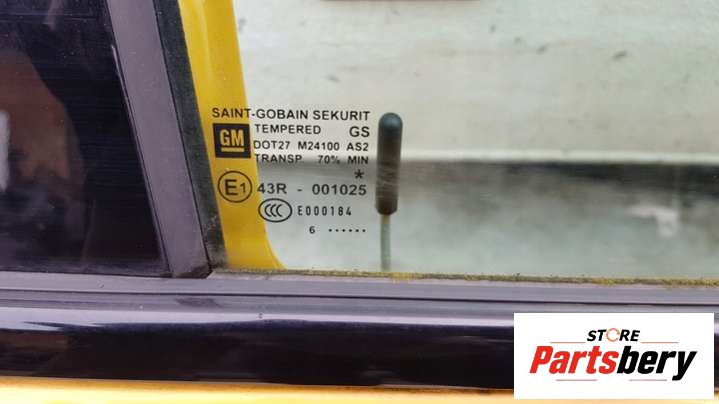 SAINT-GOBAIN SEKURIT
GM
TEMPERED GS
DOT27 M24100 AS2
TRANSP. 70% MIN
*
E1 43R - 001025
CCC E000184
6 ······
STORE
Partsbery